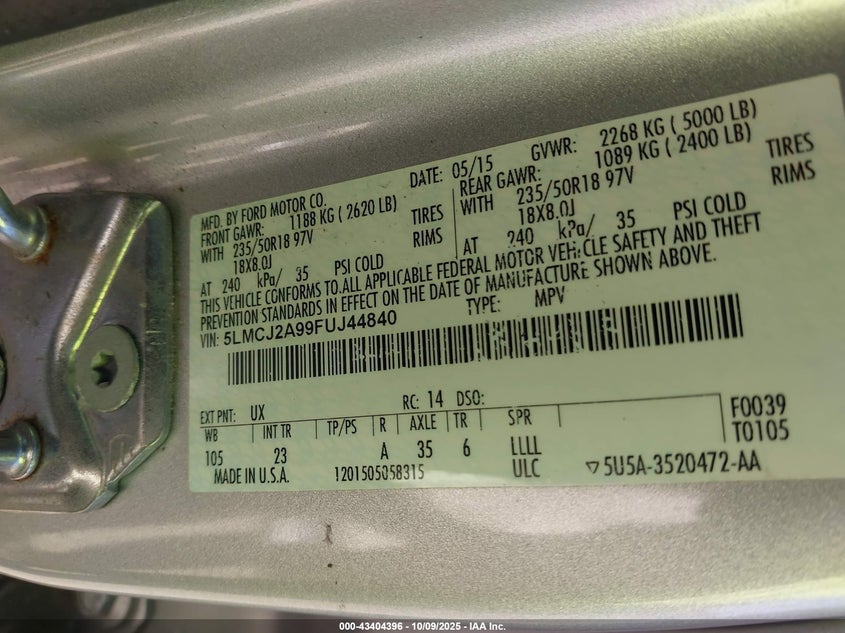 MFD. BY FORD MOTOR CO. DATE: 05/15 GVWR: 2268 KG ( 5000 LB)
FRONT GAWR: 1188 KG ( 2620 LB) REAR GAWR: 1089 KG ( 2400 LB)
WITH 235/50R18 97V TIRES WITH 235/50R18 97V TIRES
18X8.0J RIMS 18X8.0J RIMS
AT 240 kPa/ 35 PSI COLD AT 240 kPa/ 35 PSI COLD
THIS VEHICLE CONFORMS TO ALL APPLICABLE FEDERAL MOTOR VEHICLE SAFETY AND THEFT
PREVENTION STANDARDS IN EFFECT ON THE DATE OF MANUFACTURE SHOWN ABOVE.
VIN: 5LMCJ2A99FUJ44840 TYPE: MPV
EXT PNT: UX RC: 14 DSO:
WB INT TR TP/PS R AXLE TR SPR F0039
105 23 A 35 6 LLLL T0105
MADE IN U.S.A. 1201505058315 ULC ▽5U5A-3520472-AA
000-43404396 - 10/09/2025 - IAA Inc.